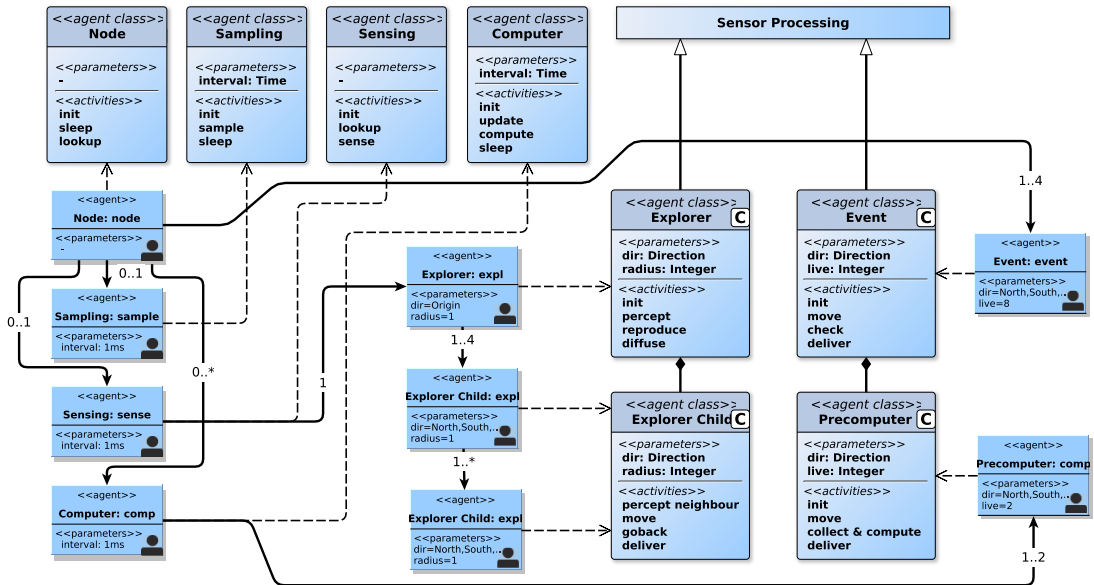 <<agent class>>
Node
<<parameters>>
-
<<activities>>
init
sleep
lookup
<<agent class>>
Sampling
<<parameters>>
interval: Time
<<activities>>
init
sample
sleep
<<agent class>>
Sensing
<<parameters>>
-
<<activities>>
init
lookup
sense
<<agent class>>
Computer
<<parameters>>
interval: Time
<<activities>>
init
update
compute
sleep
Sensor Processing
<<agent>>
Node: node
<<parameters>>
-
0..1
0..1
0..*
<<agent>>
Sampling: sample
<<parameters>>
interval: 1ms
<<agent>>
Sensing: sense
<<parameters>>
interval: 1ms
<<agent>>
Computer: comp
<<parameters>>
interval: 1ms
1
<<agent>>
Explorer: expl
<<parameters>>
dir=Origin
radius=1
1..4
<<agent>>
Explorer Child: expl
<<parameters>>
dir=North,South,..
radius=1
1..*
<<agent>>
Explorer Child: expl
<<parameters>>
dir=North,South,..
radius=1
<<agent class>>
Explorer
C
<<parameters>>
dir: Direction
radius: Integer
<<activities>>
init
percept
reproduce
diffuse
<<agent class>>
Explorer Child
C
<<parameters>>
dir: Direction
radius: Integer
<<activities>>
percept neighbour
move
goback
deliver
<<agent class>>
Event
C
<<parameters>>
dir: Direction
live: Integer
<<activities>>
init
move
check
deliver
<<agent class>>
Precomputer
C
<<parameters>>
dir: Direction
live: Integer
<<activities>>
init
move
collect & compute
deliver
1..4
<<agent>>
Event: event
<<parameters>>
dir=North,South,..
live=8
<<agent>>
Precomputer: comp
<<parameters>>
dir=North,South,..
live=2
1..2